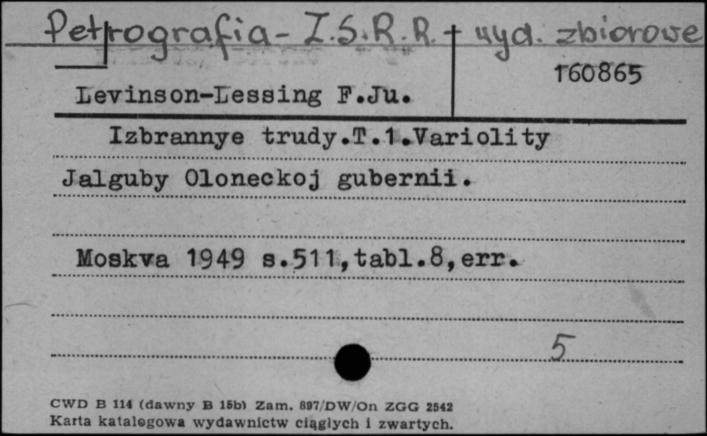 Petrografia - Z.S.R.R. + wyd. zbiorowe
160865
Levinson-Lessing F.Ju.
Izbrannye trudy.T.1.Variolity
Jalguby Oloneckoj gubernii.
Moskva 1949 s.511,tabl.8,err.
5
CWD B 114 (dawny B 15b) Zam. 897/DW/On ZGG 2542
Karta katalogowa wydawnictw ciągłych i zwartych.